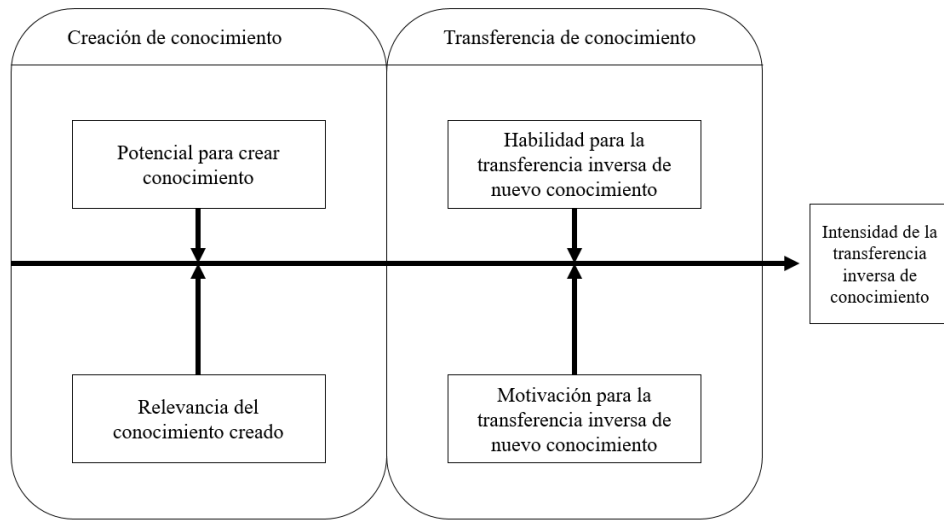 Creación de conocimiento
Transferencia de conocimiento
Potencial para crear
conocimiento
Habilidad para la
transferencia inversa de
nuevo conocimiento
Intensidad de la
transferencia
inversa de
conocimiento
Relevancia del
conocimiento creado
Motivación para la
transferencia inversa de
nuevo conocimiento